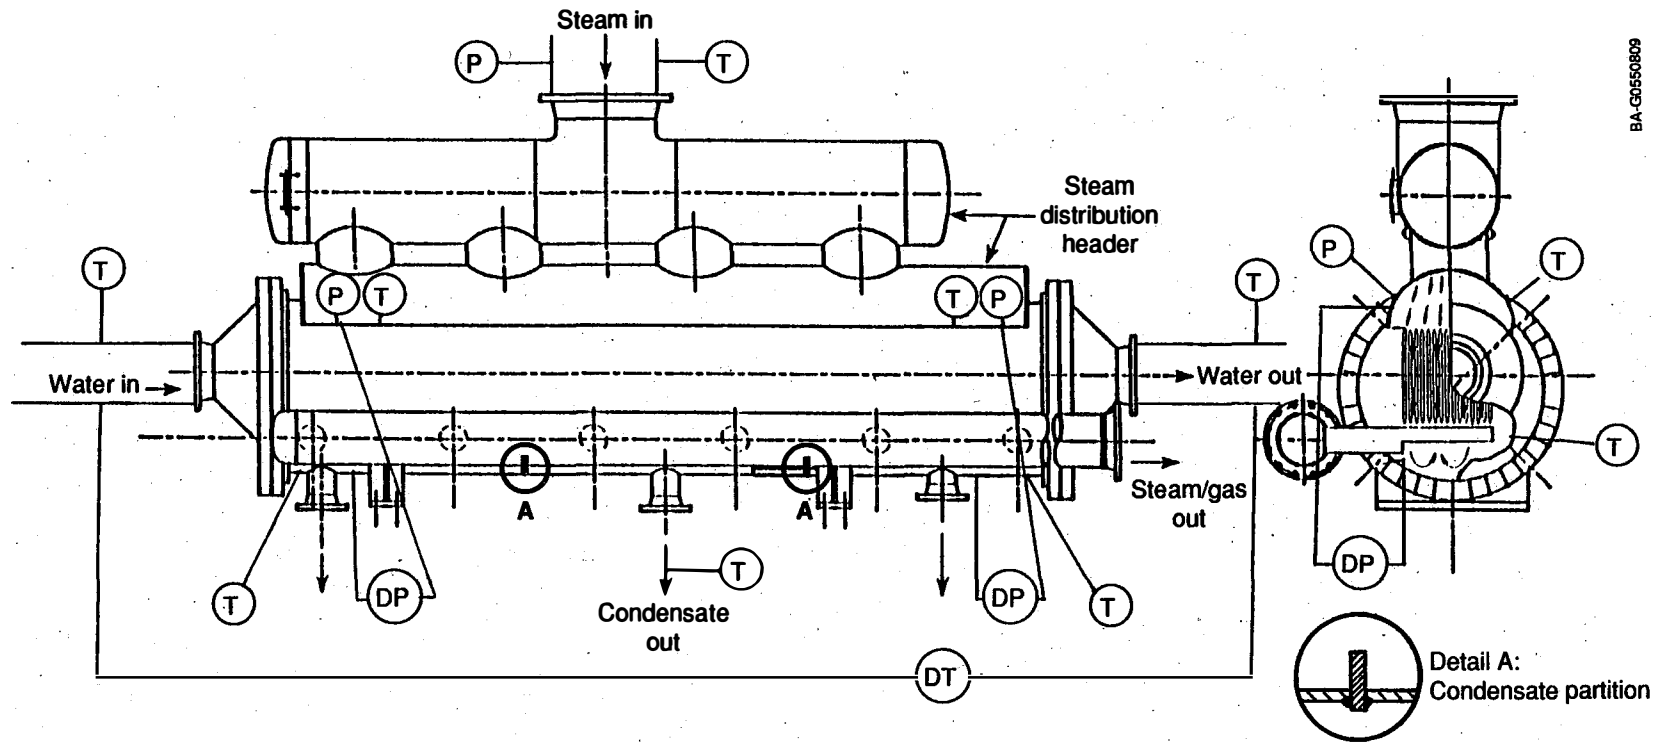 Steam in
P
T
BA-G0550809
Steam
distribution
header
T
P
T
T
P
T
P
T
Water in
Water out
T
Steam/gas
out
A
A
T
DP
T
Condensate
out
DP
T
DP
DT
Detail A:
Condensate partition